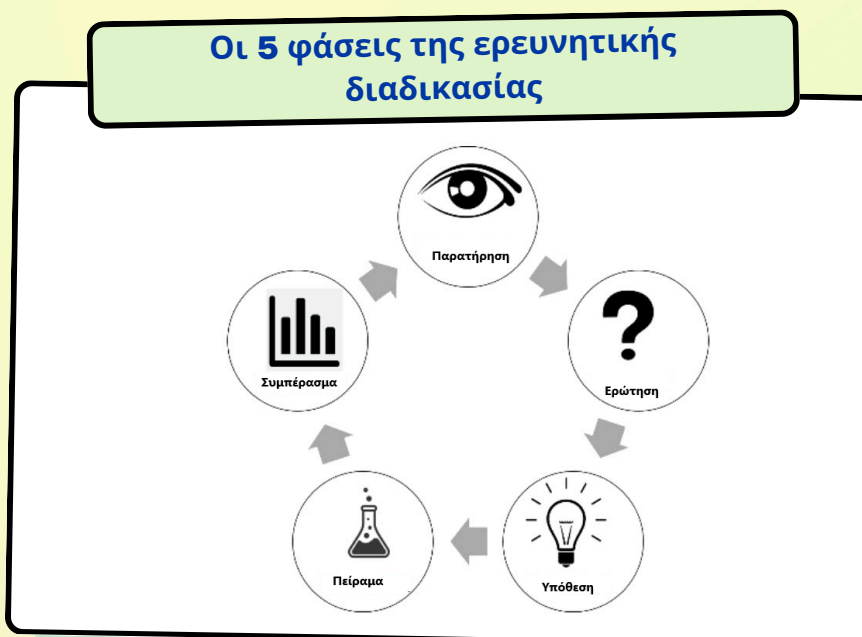 Οι 5 φάσεις της ερευνητικής
διαδικασίας
Παρατήρηση
Ερώτηση
Υπόθεση
Πείραμα
Συμπέρασμα